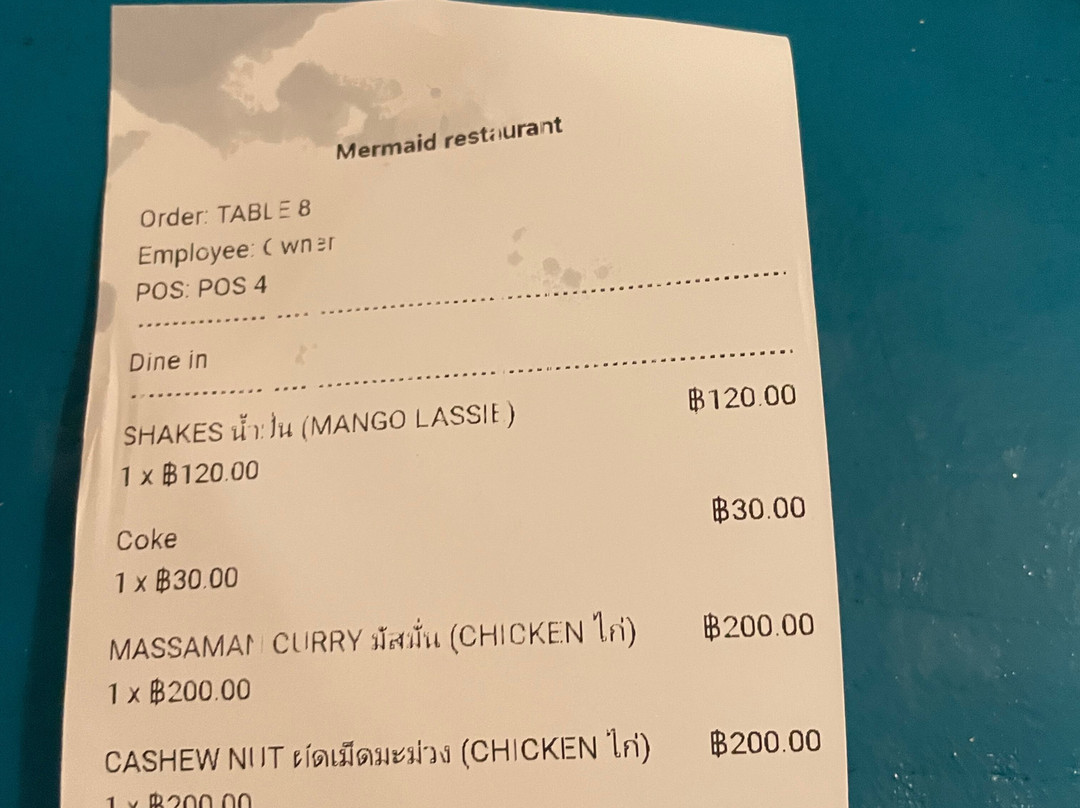 Mermaid restaurant
Order: TABLE 8
Employee: Owner
POS: POS 4
Dine in
SHAKES น้ำปั่น (MANGO LASSIE) ฿120.00
1 x ฿120.00
Coke ฿30.00
1 x ฿30.00
MASSAMAN CURRY มัสมั่น (CHICKEN ไก่) ฿200.00
1 x ฿200.00
CASHEW NUT ผัดเม็ดมะม่วง (CHICKEN ไก่) ฿200.00
1 x ฿200.00